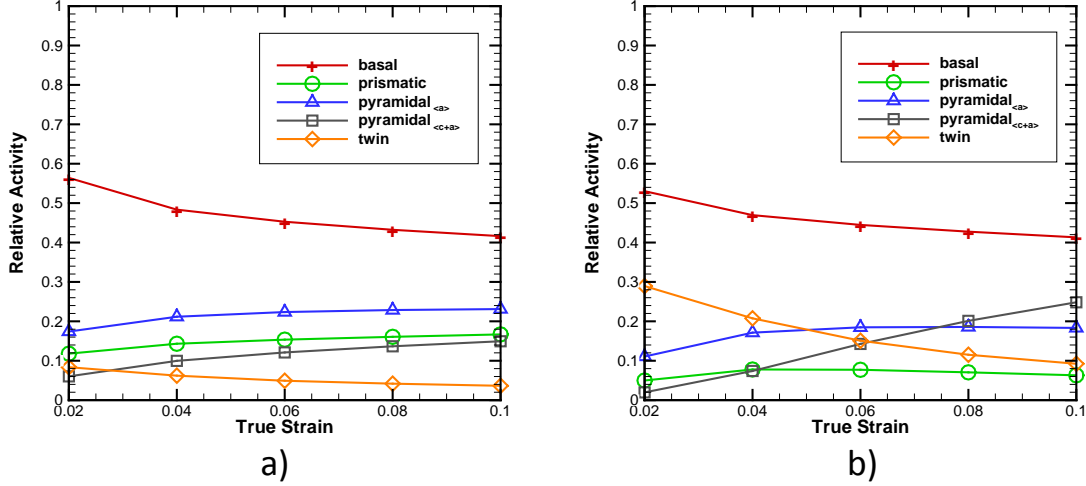 1
0.9
0.8
0.7
0.6
0.5
0.4
0.3
0.2
0.1
0
Relative Activity
basal
prismatic
pyramidal<a>
pyramidal<c+a>
twin
0.02 0.04 0.06 0.08 0.1
True Strain
a)
1
0.9
0.8
0.7
0.6
0.5
0.4
0.3
0.2
0.1
0
Relative Activity
basal
prismatic
pyramidal<a>
pyramidal<c+a>
twin
0.02 0.04 0.06 0.08 0.1
True Strain
b)